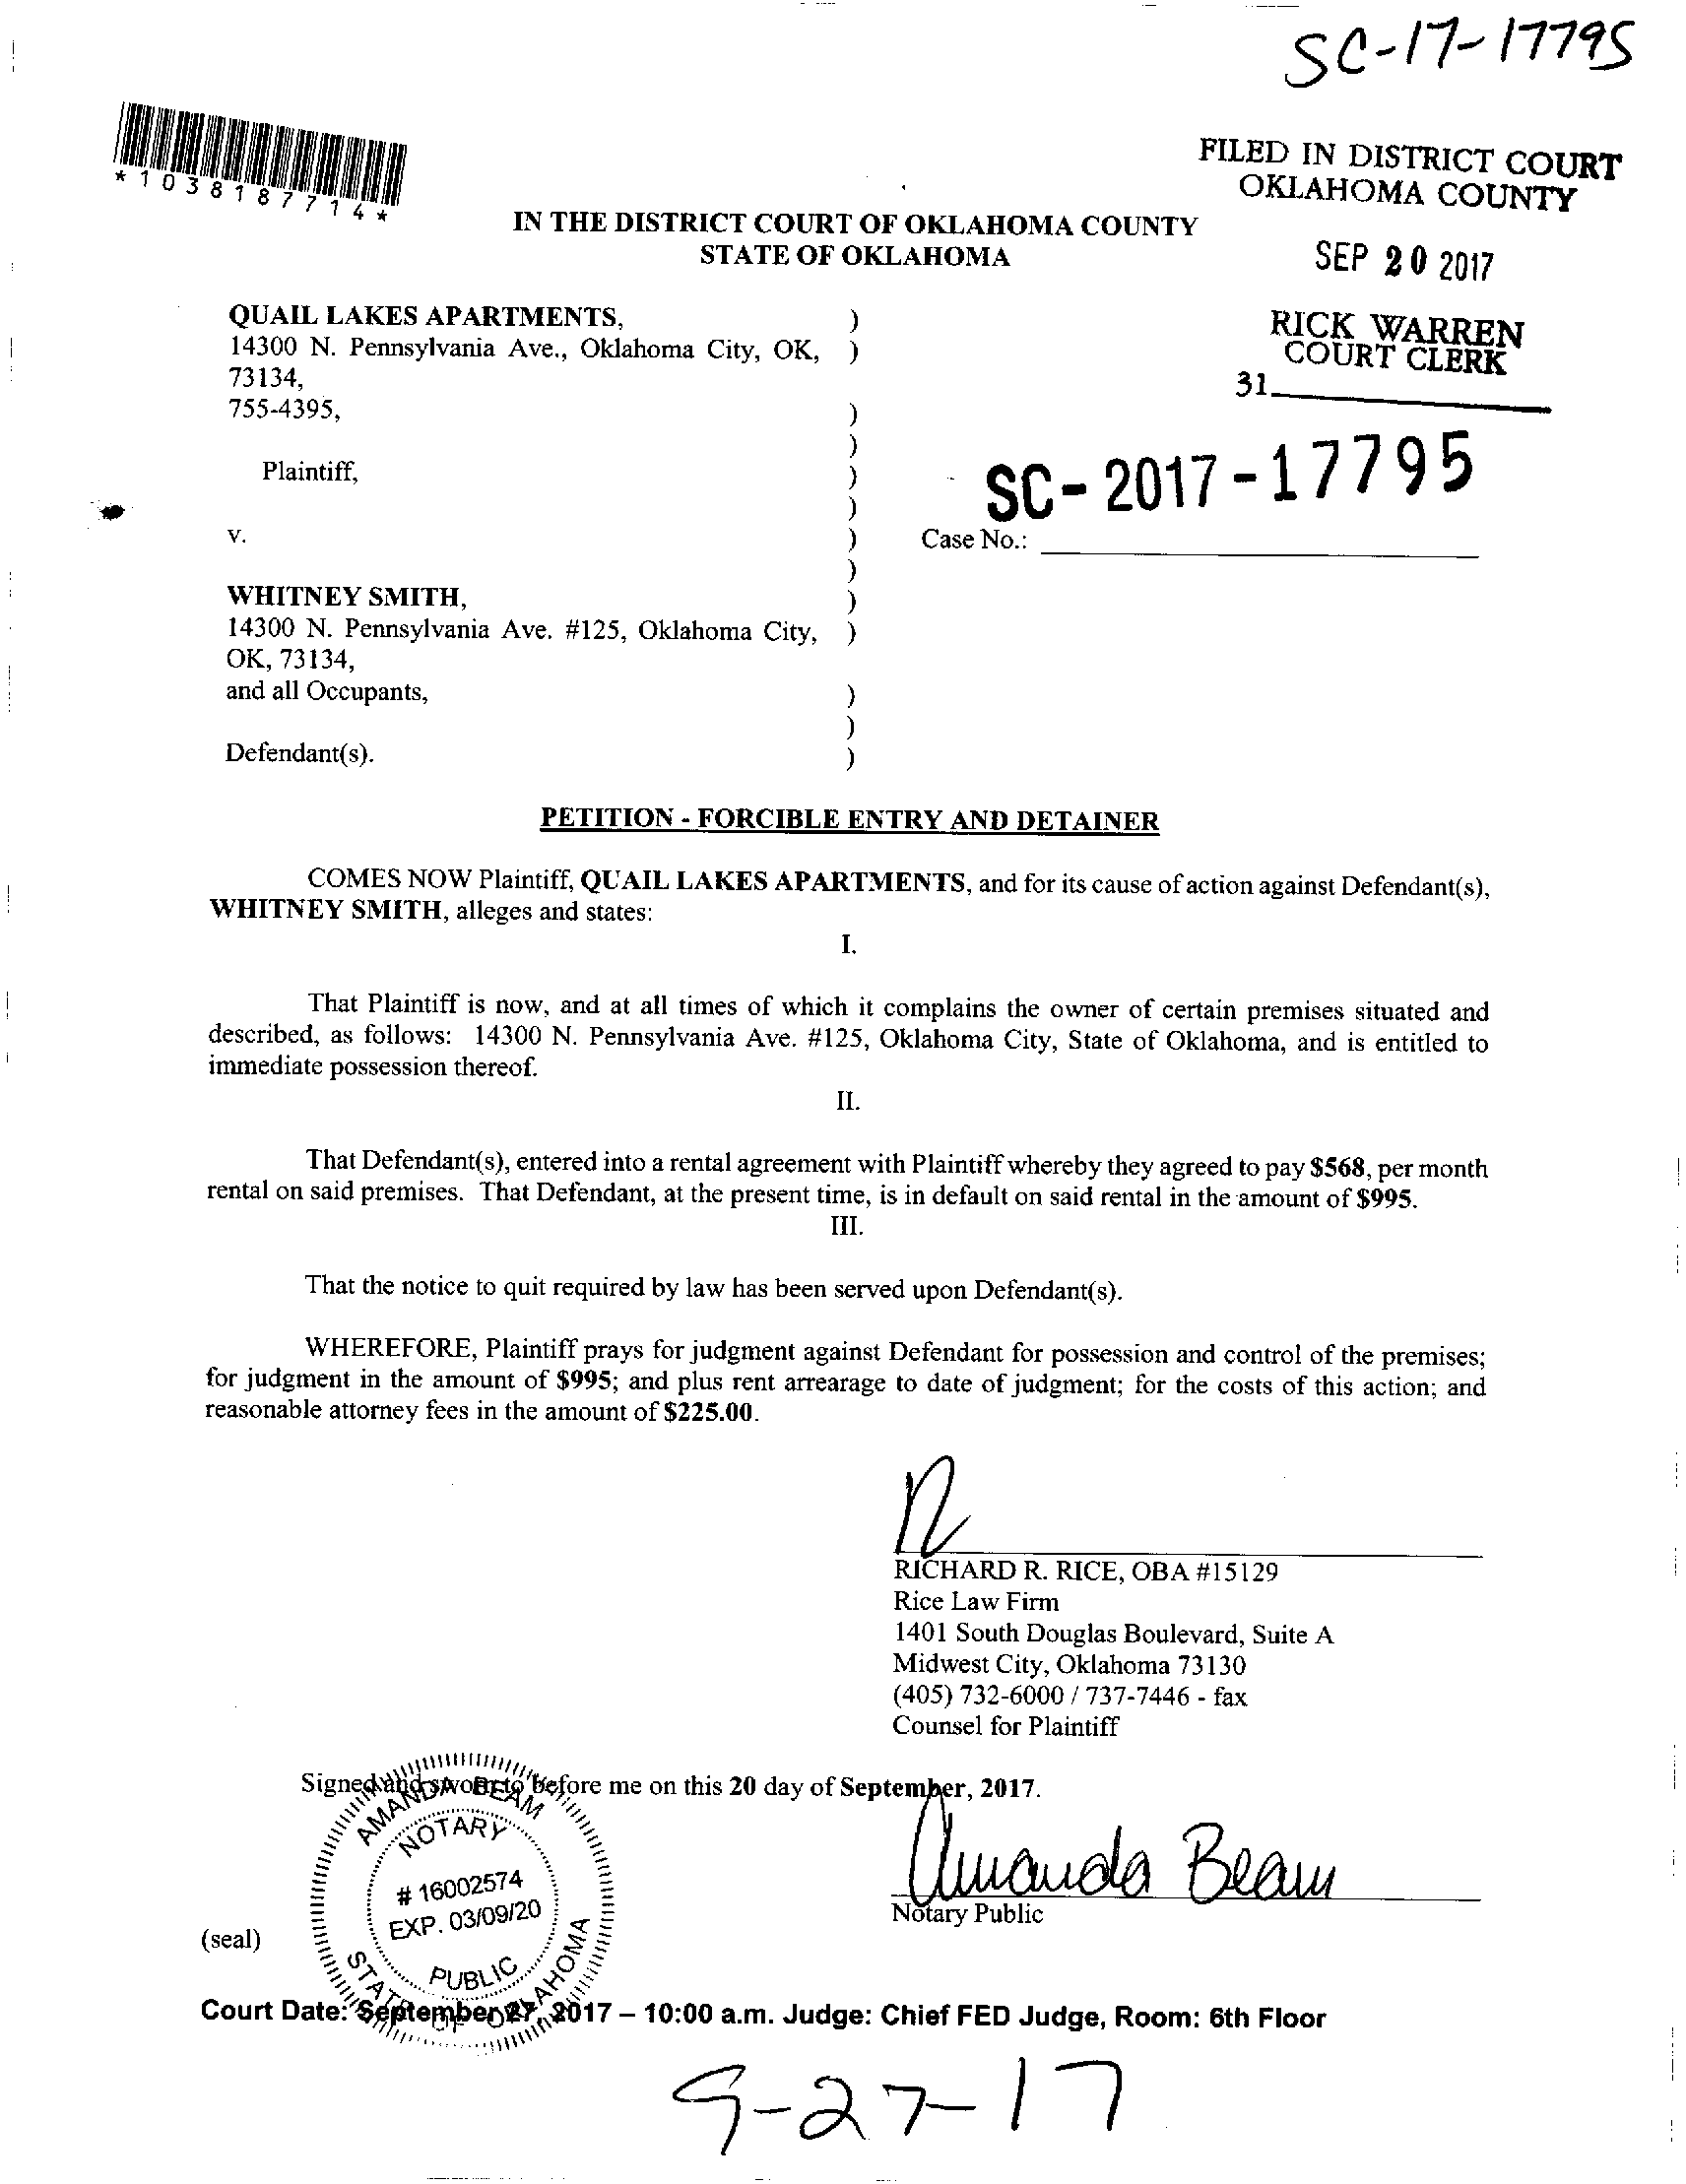 SC-17-17795
*1038187714*
FILED IN DISTRICT COURT
OKLAHOMA COUNTY
IN THE DISTRICT COURT OF OKLAHOMA COUNTY
STATE OF OKLAHOMA
SEP 20 2017
QUAIL LAKES APARTMENTS, )
14300 N. Pennsylvania Ave., Oklahoma City, OK, )
73134,
755-4395, )
RICK WARREN
COURT CLERK
31
)
Plaintiff, )
)
SC-2017-17795
v. )
Case No.:
)
WHITNEY SMITH, )
14300 N. Pennsylvania Ave. #125, Oklahoma City, )
OK, 73134,
and all Occupants, )
)
Defendant(s). )
PETITION - FORCIBLE ENTRY AND DETAINER
COMES NOW Plaintiff, QUAIL LAKES APARTMENTS, and for its cause of action against Defendant(s),
WHITNEY SMITH, alleges and states:
I.
That Plaintiff is now, and at all times of which it complains the owner of certain premises situated and
described, as follows: 14300 N. Pennsylvania Ave. #125, Oklahoma City, State of Oklahoma, and is entitled to
immediate possession thereof.
II.
That Defendant(s), entered into a rental agreement with Plaintiff whereby they agreed to pay $568, per month
rental on said premises. That Defendant, at the present time, is in default on said rental in the amount of $995.
III.
That the notice to quit required by law has been served upon Defendant(s).
WHEREFORE, Plaintiff prays for judgment against Defendant for possession and control of the premises;
for judgment in the amount of $995; and plus rent arrearage to date of judgment; for the costs of this action; and
reasonable attorney fees in the amount of $225.00.
RICHARD R. RICE, OBA #15129
Rice Law Firm
1401 South Douglas Boulevard, Suite A
Midwest City, Oklahoma 73130
(405) 732-6000 / 737-7446 - fax
Counsel for Plaintiff
Signed and sworn to before me on this 20 day of September, 2017.
AMANDA BEAM
NOTARY
# 16002574
EXP. 03/09/20
PUBLIC
STATE OF OKLAHOMA
Amanda Beam
Notary Public
(seal)
Court Date: September 27, 2017 – 10:00 a.m. Judge: Chief FED Judge, Room: 6th Floor
9-27-17